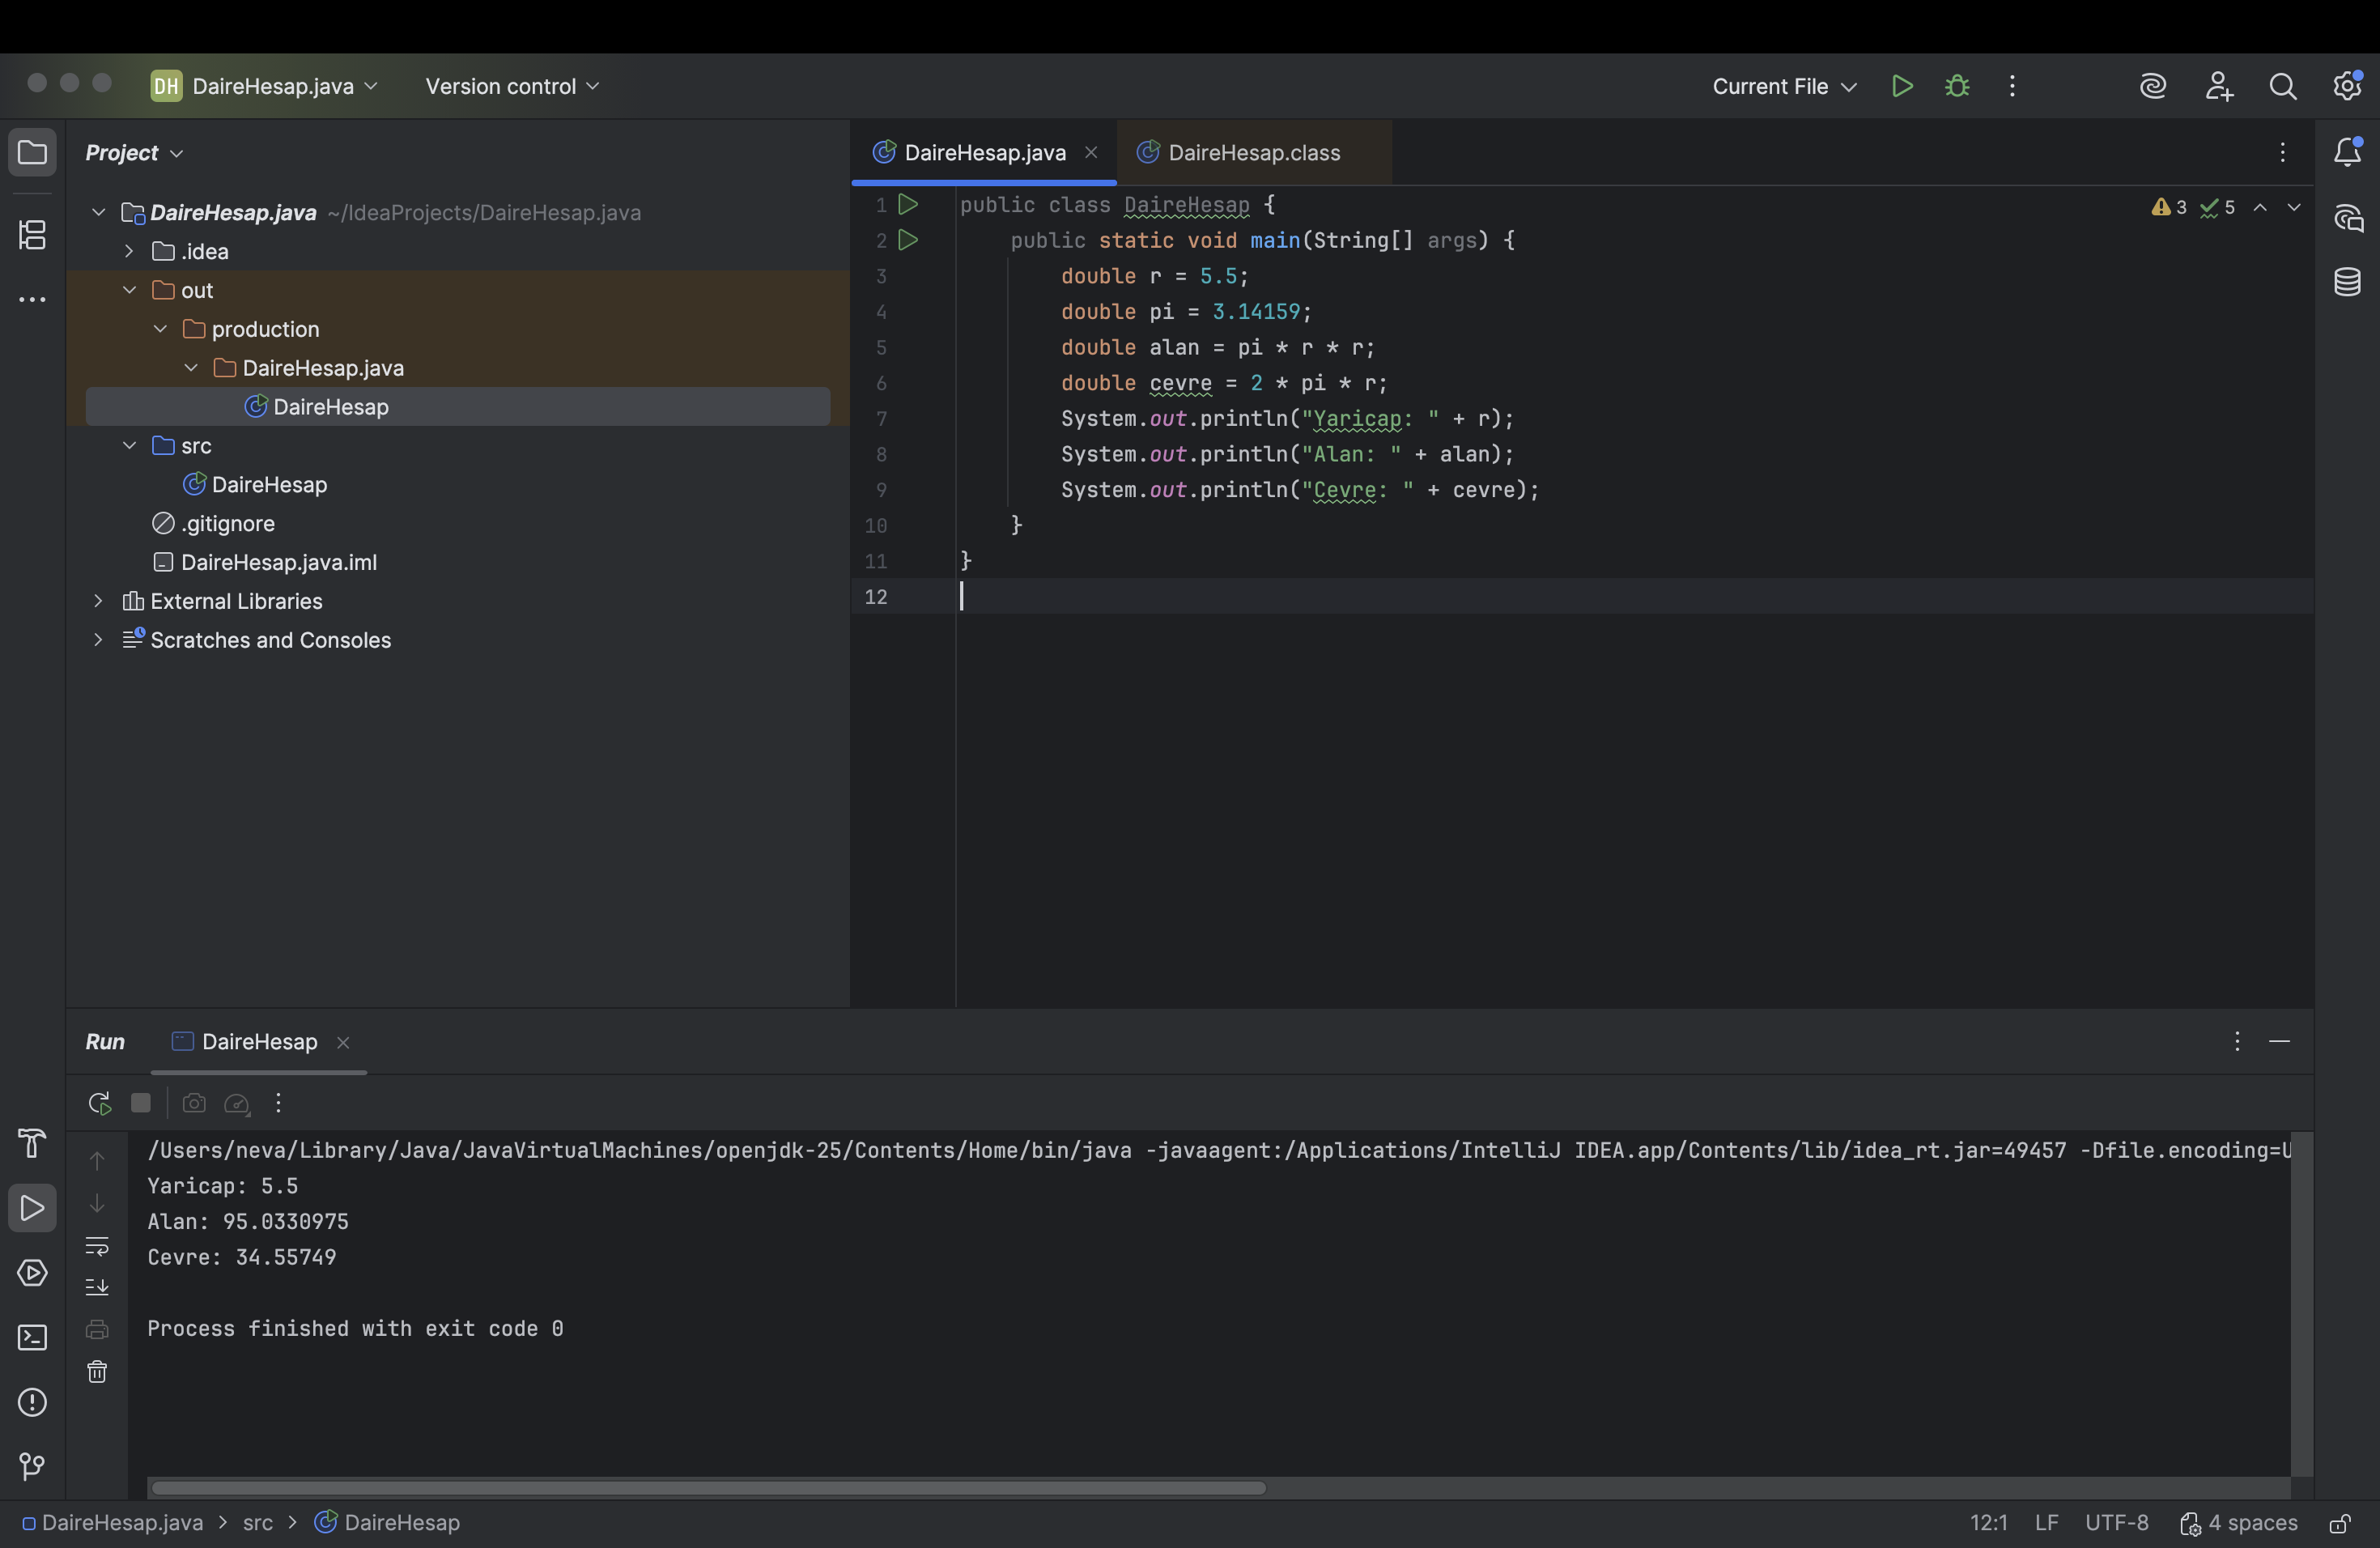 DH DaireHesap.java Version control Current File
Project
DaireHesap.java ~/IdeaProjects/DaireHesap.java
.idea
out
production
DaireHesap.java
DaireHesap
src
DaireHesap
.gitignore
DaireHesap.java.iml
External Libraries
Scratches and Consoles
DaireHesap.java DaireHesap.class
3 5
1 public class DaireHesap {
2 public static void main(String[] args) {
3 double r = 5.5;
4 double pi = 3.14159;
5 double alan = pi * r * r;
6 double cevre = 2 * pi * r;
7 System.out.println("Yaricap: " + r);
8 System.out.println("Alan: " + alan);
9 System.out.println("Cevre: " + cevre);
10 }
11 }
12
Run DaireHesap
/Users/neva/Library/Java/JavaVirtualMachines/openjdk-25/Contents/Home/bin/java -javaagent:/Applications/IntelliJ IDEA.app/Contents/lib/idea_rt.jar=49457 -Dfile.encoding=U
Yaricap: 5.5
Alan: 95.0330975
Cevre: 34.55749
Process finished with exit code 0
DaireHesap.java > src > DaireHesap 12:1 LF UTF-8 4 spaces